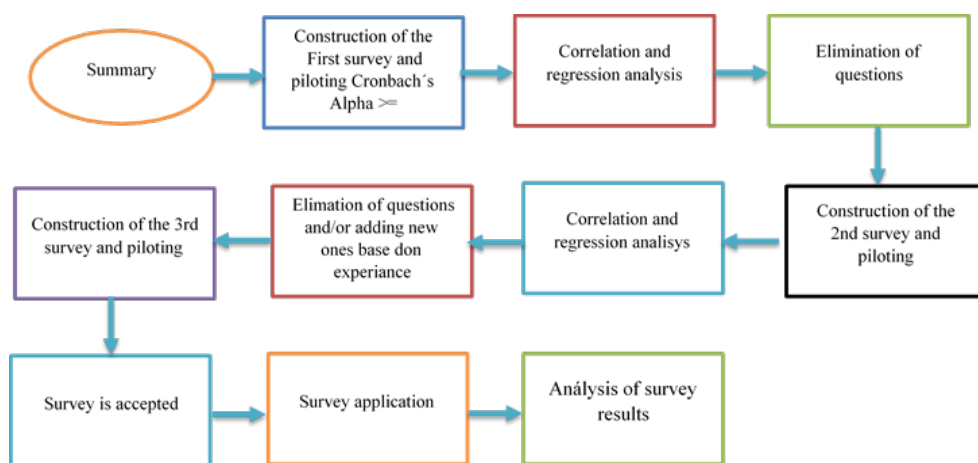 Summary
Construction of the
First survey and
piloting Cronbach´s
Alpha >=
Correlation and
regression analysis
Elimination of
questions
Construction of the
2nd survey and
piloting
Correlation and
regression analisys
Elimation of questions
and/or adding new
ones base don
experiance
Construction of the 3rd
survey and piloting
Survey is accepted
Survey application
Análysis of survey
results